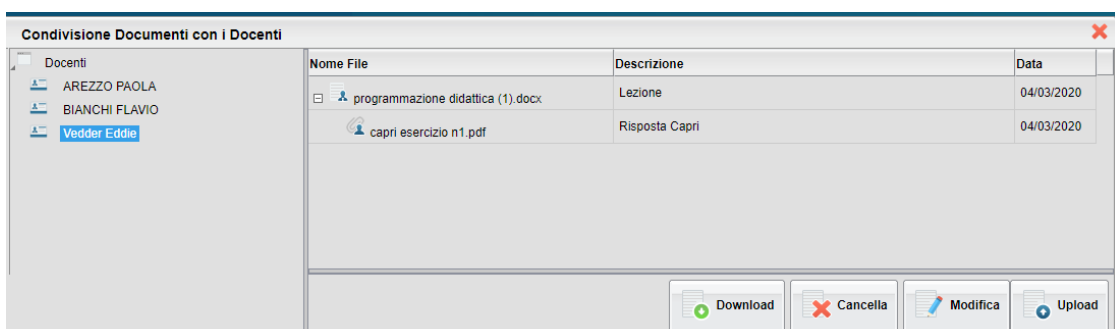 Condivisione Documenti con i Docenti
Docenti
AREZZO PAOLA
BIANCHI FLAVIO
Vedder Eddie
Nome File Descrizione Data
programmazione didattica (1).docx Lezione 04/03/2020
capri esercizio n1.pdf Risposta Capri 04/03/2020
Download Cancella Modifica Upload